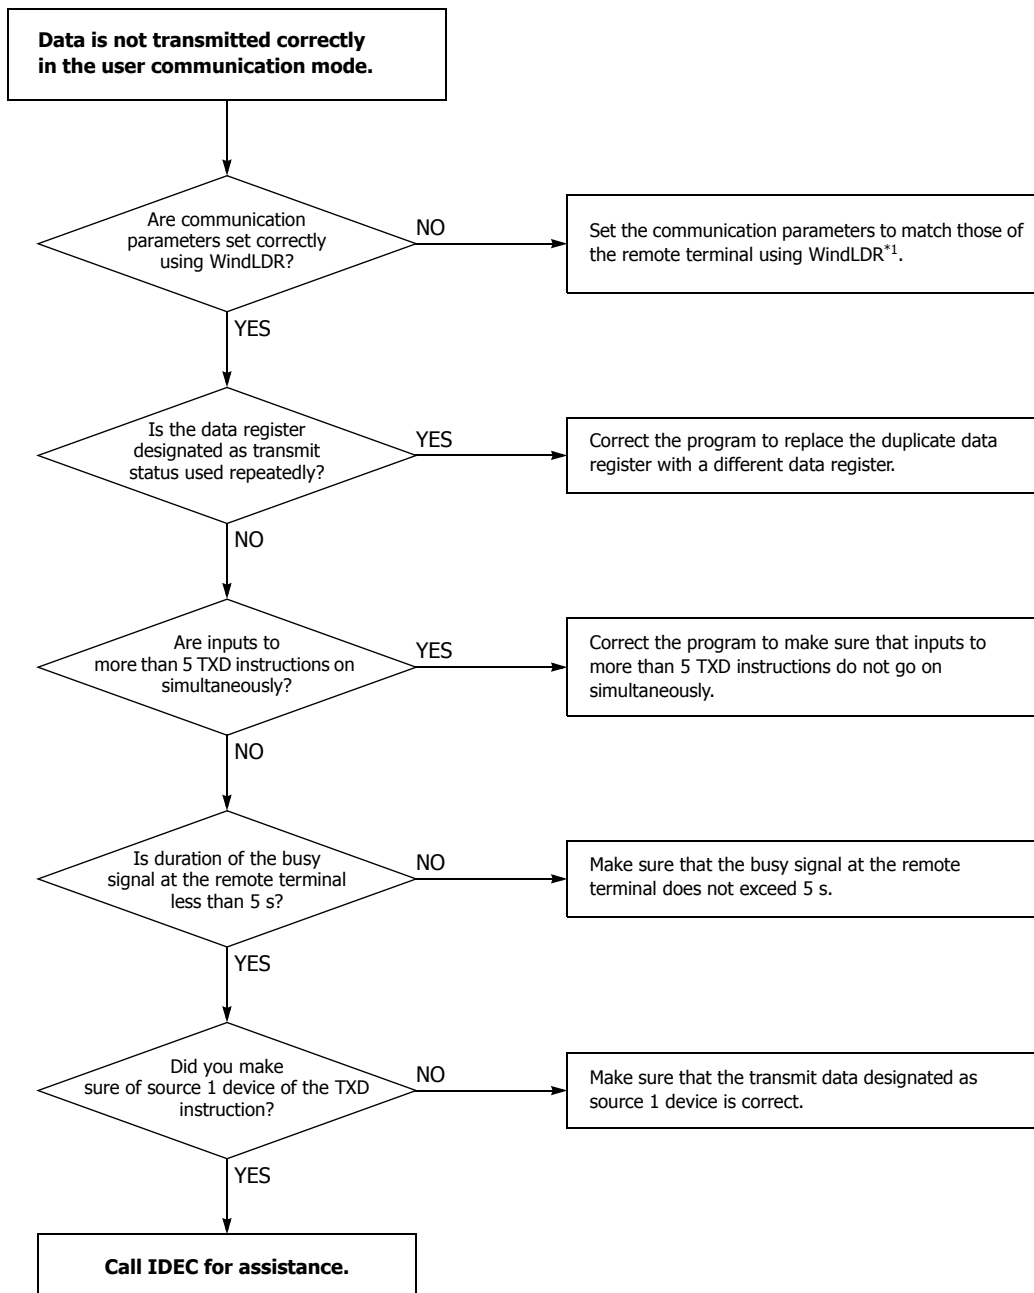 Data is not transmitted correctly
in the user communication mode.
Are communication
parameters set correctly
using WindLDR?
NO
Set the communication parameters to match those of
the remote terminal using WindLDR*1.
YES
Is the data register
designated as transmit
status used repeatedly?
YES
Correct the program to replace the duplicate data
register with a different data register.
NO
Are inputs to
more than 5 TXD instructions on
simultaneously?
YES
Correct the program to make sure that inputs to
more than 5 TXD instructions do not go on
simultaneously.
NO
Is duration of the busy
signal at the remote terminal
less than 5 s?
NO
Make sure that the busy signal at the remote
terminal does not exceed 5 s.
YES
Did you make
sure of source 1 device of the TXD
instruction?
NO
Make sure that the transmit data designated as
source 1 device is correct.
YES
Call IDEC for assistance.